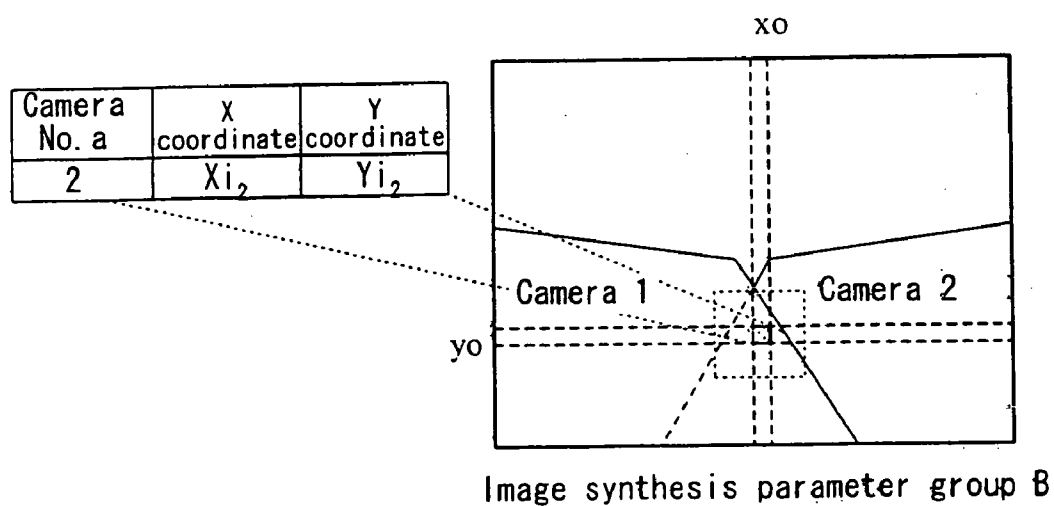 xo
Camera No. a
X coordinate
Y coordinate
2
Xi₂
Yi₂
Camera 1
Camera 2
yo
Image synthesis parameter group B